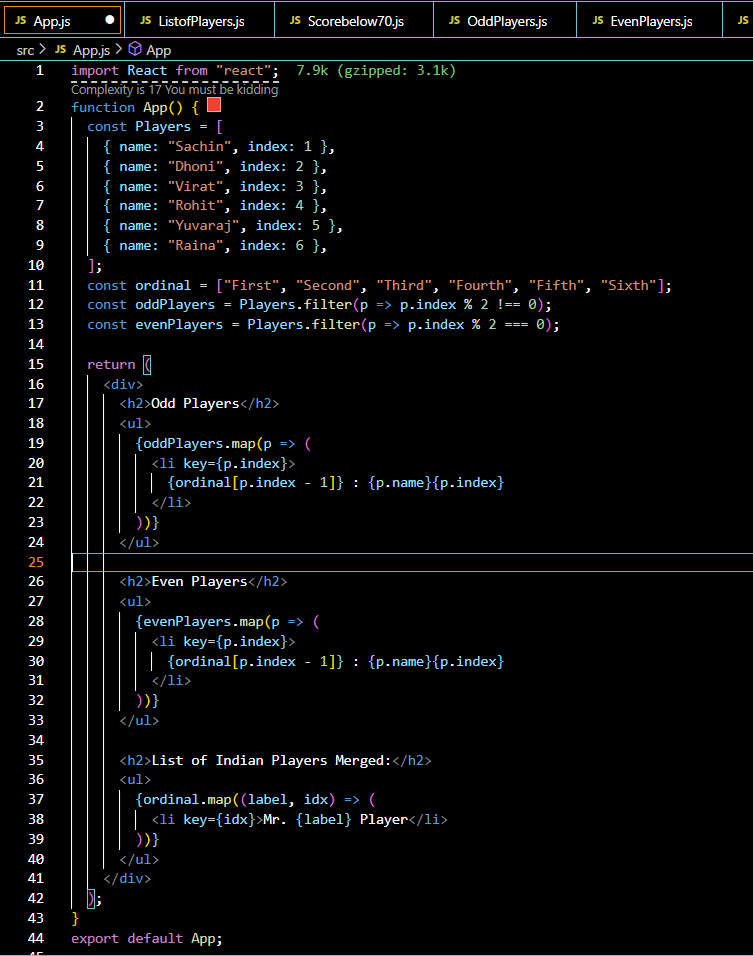 JS App.js ● JS ListofPlayers.js JS Scorebelow70.js JS OddPlayers.js JS EvenPlayers.js JS
src > JS App.js > App
1 import React from "react"; 7.9k (gzipped: 3.1k)
Complexity is 17 You must be kidding
2 function App() {
3   const Players = [
4     { name: "Sachin", index: 1 },
5     { name: "Dhoni", index: 2 },
6     { name: "Virat", index: 3 },
7     { name: "Rohit", index: 4 },
8     { name: "Yuvaraj", index: 5 },
9     { name: "Raina", index: 6 },
10   ];
11   const ordinal = ["First", "Second", "Third", "Fourth", "Fifth", "Sixth"];
12   const oddPlayers = Players.filter(p => p.index % 2 !== 0);
13   const evenPlayers = Players.filter(p => p.index % 2 === 0);
14
15   return (
16     <div>
17       <h2>Odd Players</h2>
18       <ul>
19         {oddPlayers.map(p => (
20           <li key={p.index}>
21             {ordinal[p.index - 1]} : {p.name}{p.index}
22           </li>
23         ))}
24       </ul>
25
26       <h2>Even Players</h2>
27       <ul>
28         {evenPlayers.map(p => (
29           <li key={p.index}>
30             {ordinal[p.index - 1]} : {p.name}{p.index}
31           </li>
32         ))}
33       </ul>
34
35       <h2>List of Indian Players Merged:</h2>
36       <ul>
37         {ordinal.map((label, idx) => (
38           <li key={idx}>Mr. {label} Player</li>
39         ))}
40       </ul>
41     </div>
42   );
43 }
44 export default App;